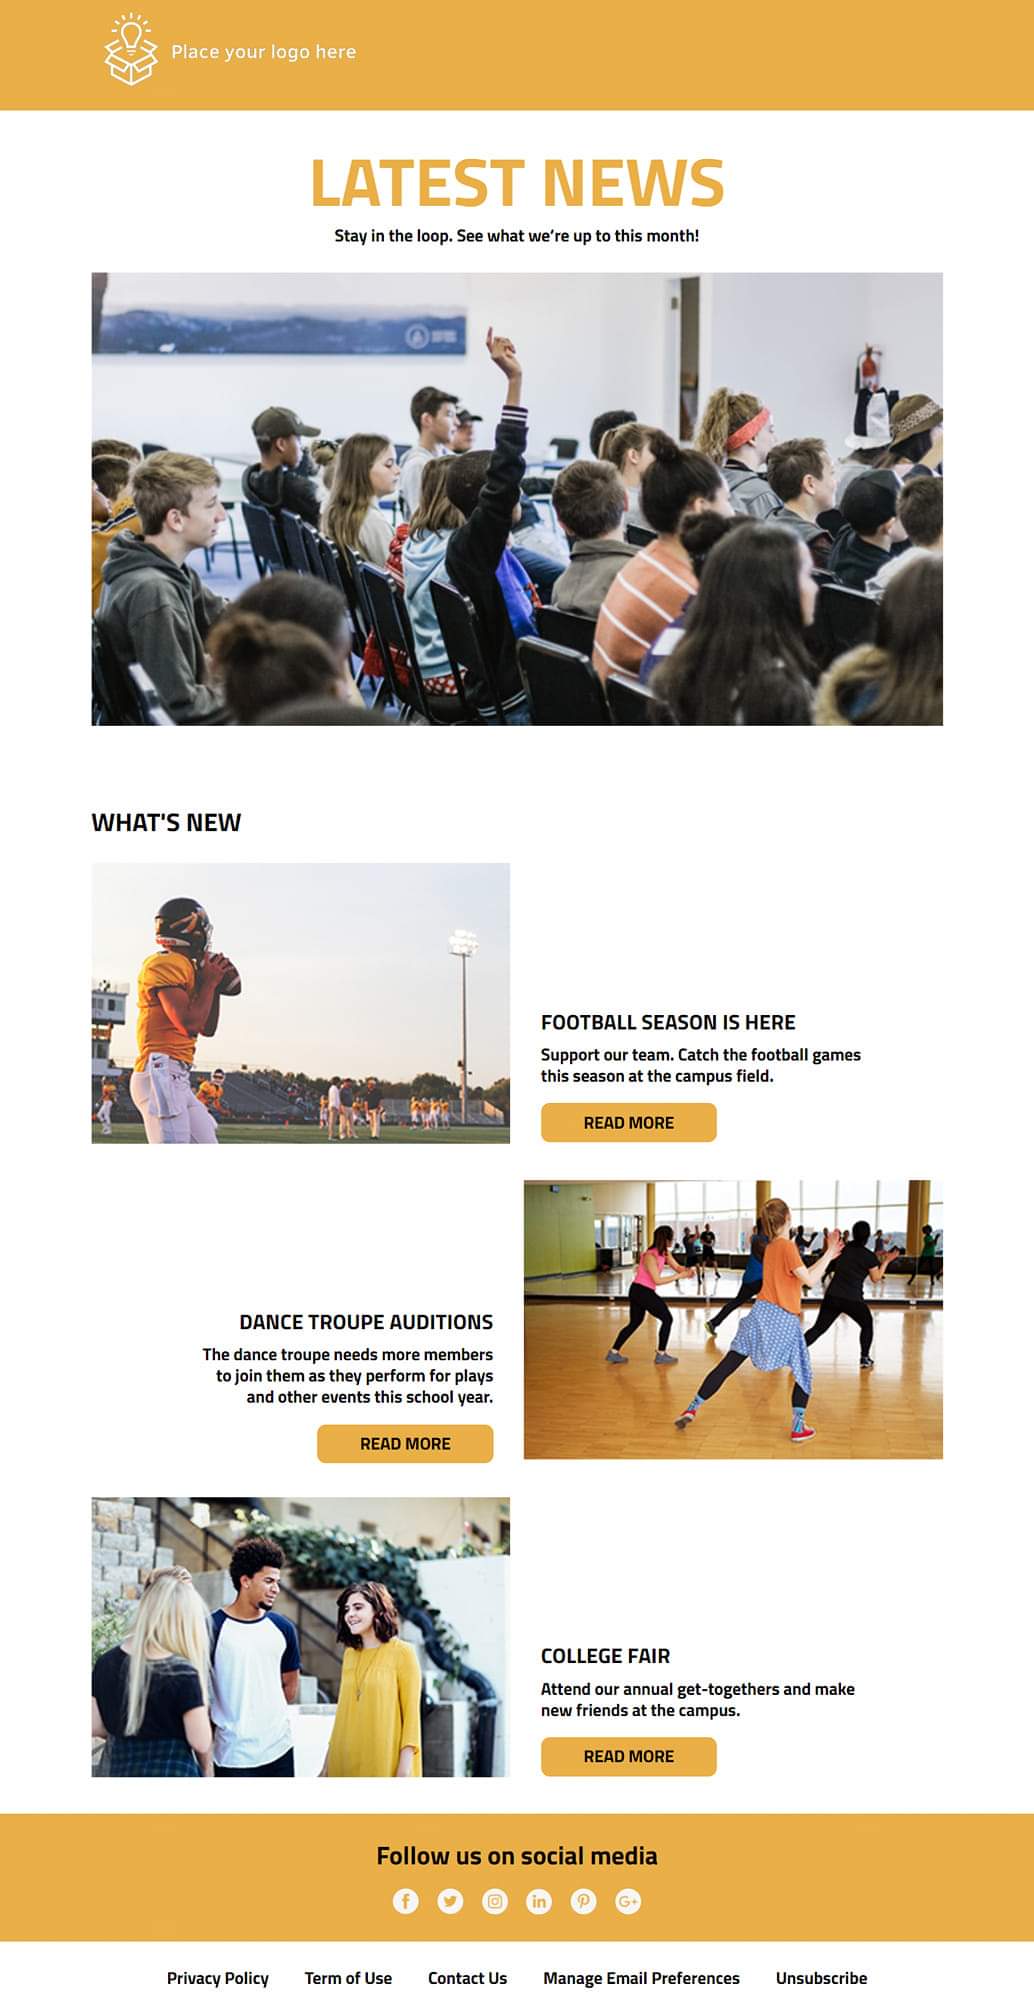 Place your logo here
LATEST NEWS
Stay in the loop. See what we’re up to this month!
WHAT'S NEW
FOOTBALL SEASON IS HERE
Support our team. Catch the football games
this season at the campus field.
READ MORE
DANCE TROUPE AUDITIONS
The dance troupe needs more members
to join them as they perform for plays
and other events this school year.
READ MORE
COLLEGE FAIR
Attend our annual get-togethers and make
new friends at the campus.
READ MORE
Follow us on social media
Privacy Policy Term of Use Contact Us Manage Email Preferences Unsubscribe